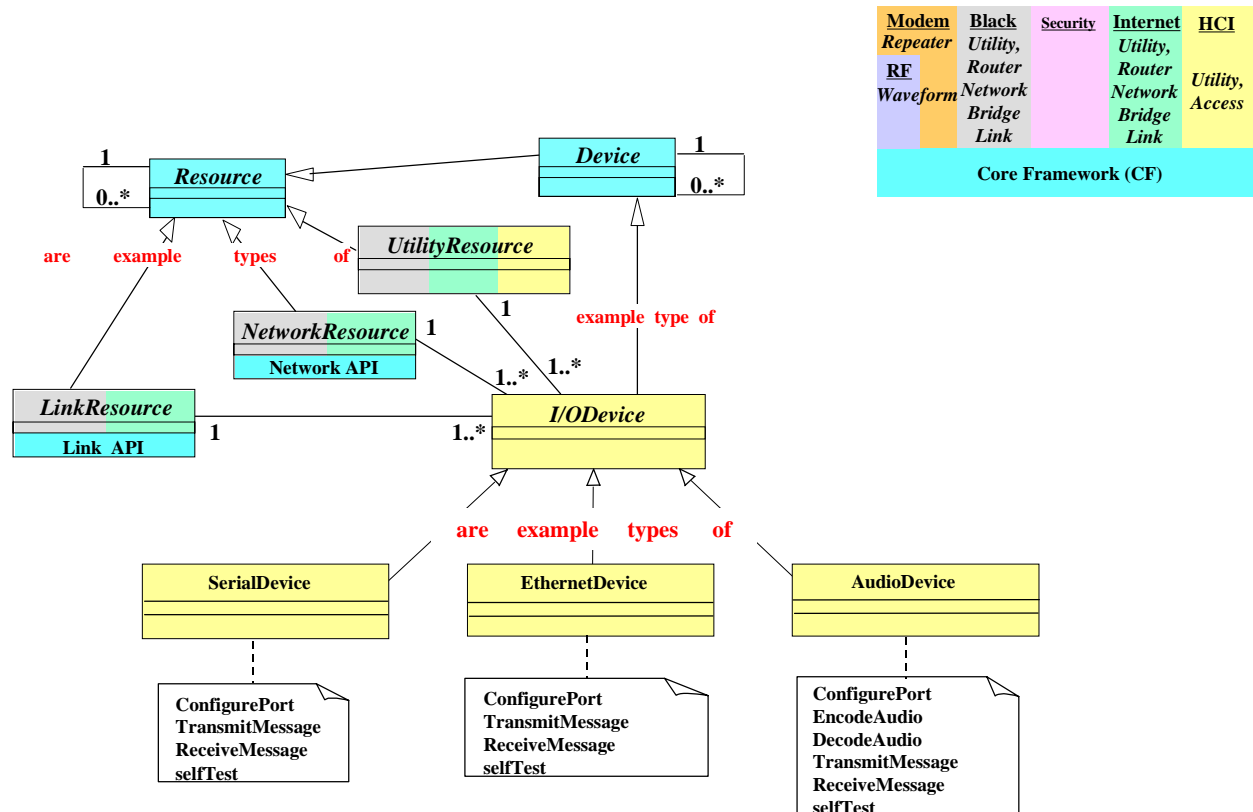 Modem
Repeater
RF
Waveform
Black
Utility,
Router
Network
Bridge
Link
Security
Internet
Utility,
Router
Network
Bridge
Link
HCI
Utility,
Access
Core Framework (CF)
1
Resource
0..*
Device
1
0..*
are example types of
UtilityResource
1
example type of
NetworkResource
1
Network API
1..*
1..*
LinkResource
1
1..*
Link API
I/ODevice
are example types of
SerialDevice
EthernetDevice
AudioDevice
ConfigurePort
TransmitMessage
ReceiveMessage
selfTest
ConfigurePort
TransmitMessage
ReceiveMessage
selfTest
ConfigurePort
EncodeAudio
DecodeAudio
TransmitMessage
ReceiveMessage
selfTest